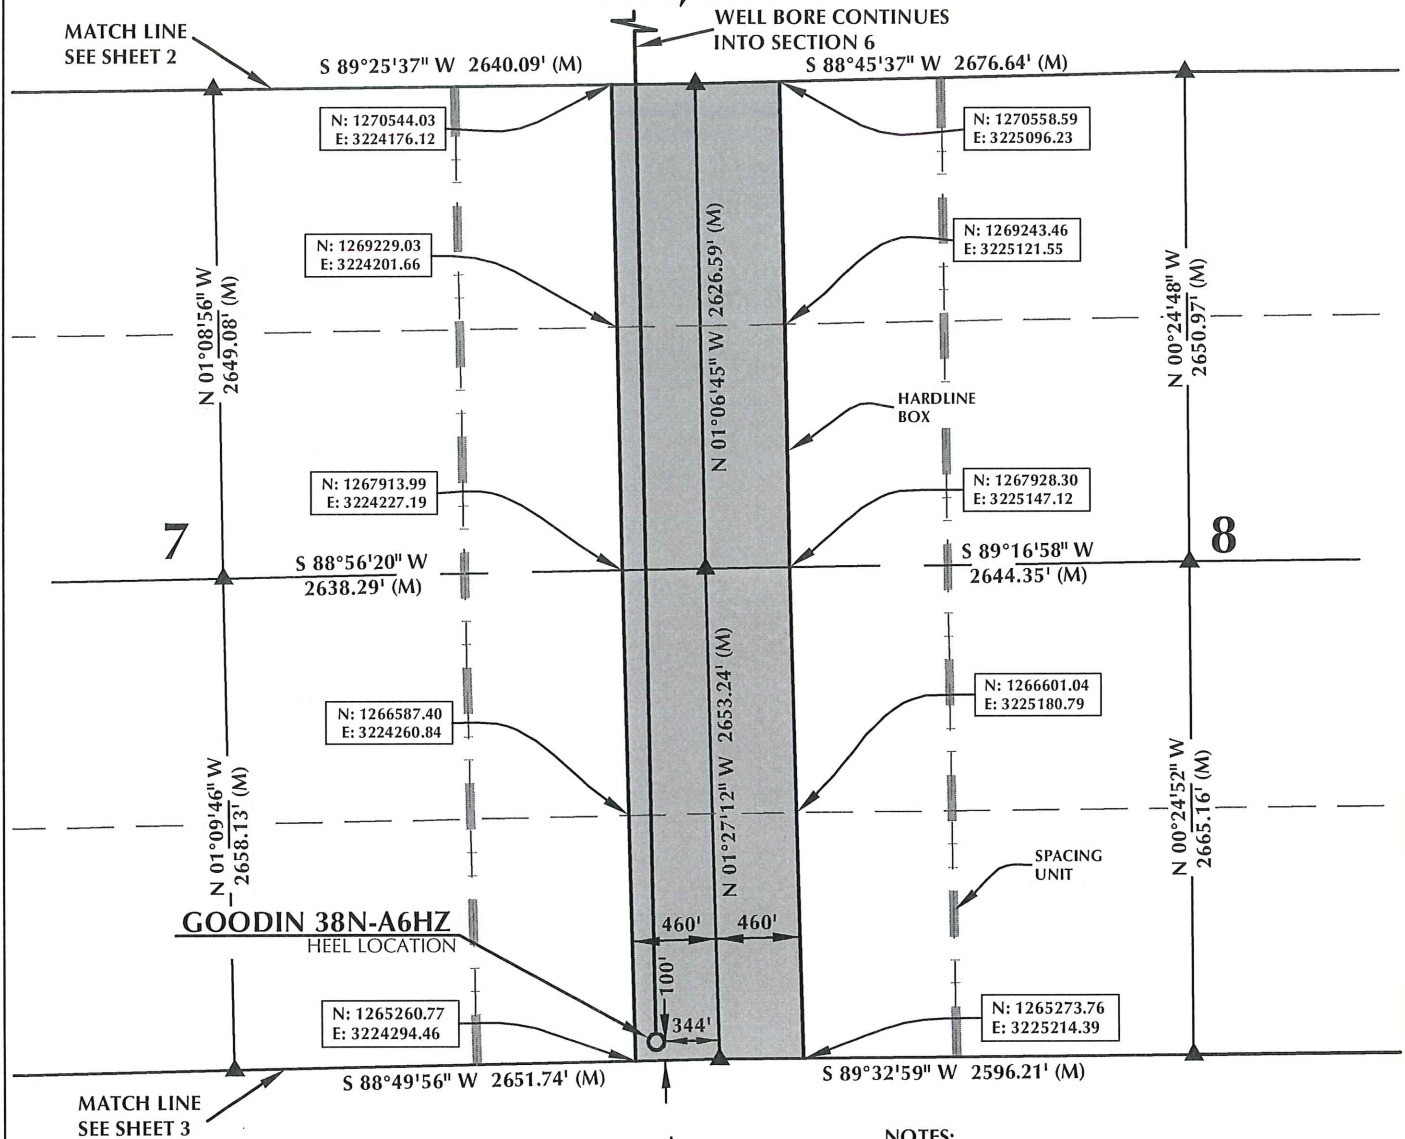 WELL BORE CONTINUES
INTO SECTION 6
MATCH LINE
SEE SHEET 2
S 89°25'37" W 2640.09' (M)
S 88°45'37" W 2676.64' (M)
N: 1270544.03
E: 3224176.12
N: 1270558.59
E: 3225096.23
N: 1269229.03
E: 3224201.66
N: 1269243.46
E: 3225121.55
N 01°08'56" W
2649.08' (M)
N 01°06'45" W 2626.59' (M)
N 00°24'48" W
2650.97' (M)
HARDLINE
BOX
N: 1267913.99
E: 3224227.19
N: 1267928.30
E: 3225147.12
7
8
S 88°56'20" W
2638.29' (M)
S 89°16'58" W
2644.35' (M)
N: 1266587.40
E: 3224260.84
N: 1266601.04
E: 3225180.79
N 01°09'46" W
2658.13' (M)
N 01°27'12" W 2653.24' (M)
N 00°24'52" W
2665.16' (M)
SPACING
UNIT
GOODIN 38N-A6HZ
HEEL LOCATION
460'
460'
100'
344'
N: 1265260.77
E: 3224294.46
N: 1265273.76
E: 3225214.39
S 88°49'56" W 2651.74' (M)
S 89°32'59" W 2596.21' (M)
MATCH LINE
SEE SHEET 3
NOTES: